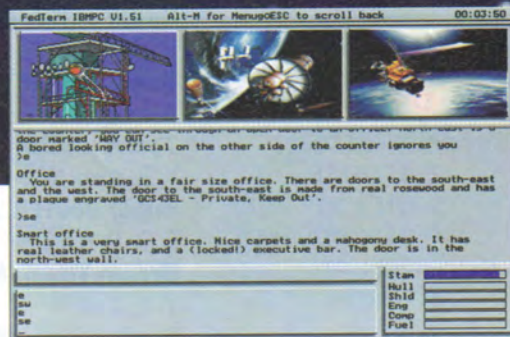 FedTerm IBMPC V1.51 Alt-M for MenugoESC to scroll back 00:03:50
door marked 'WAY OUT'.
A bored looking official on the other side of the counter ignores you
>e
Office
You are standing in a fair size office. There are doors to the south-east
and the west. The door to the south-east is made from real rosewood and has
a plaque engraved 'GCS43EL - Private, Keep Out'.
>se
Smart office
This is a very smart office. Nice carpets and a mahogony desk. It has
real leather chairs, and a (locked!) executive bar. The door is in the
north-west wall.
e
sw
e
se
_
Stam
Hull
Shld
Eng
Comp
Fuel